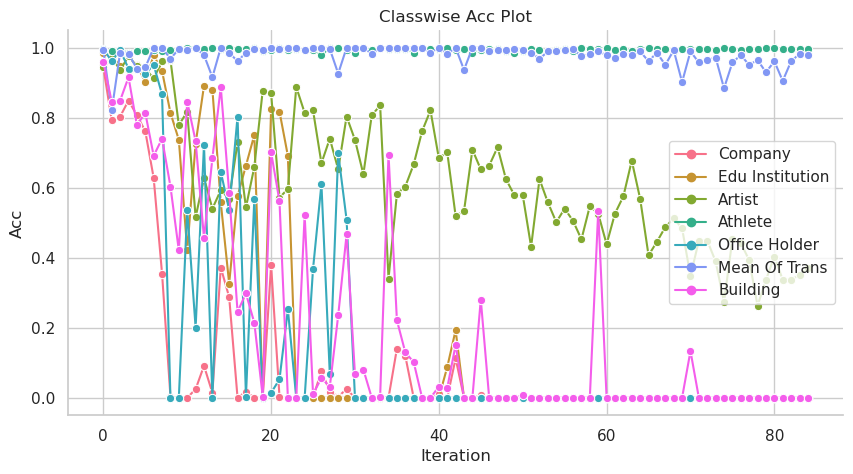 Classwise Acc Plot
1.0
0.8
0.6
0.4
0.2
0.0
Acc
Company
Edu Institution
Artist
Athlete
Office Holder
Mean Of Trans
Building
0 20 40 60 80
Iteration